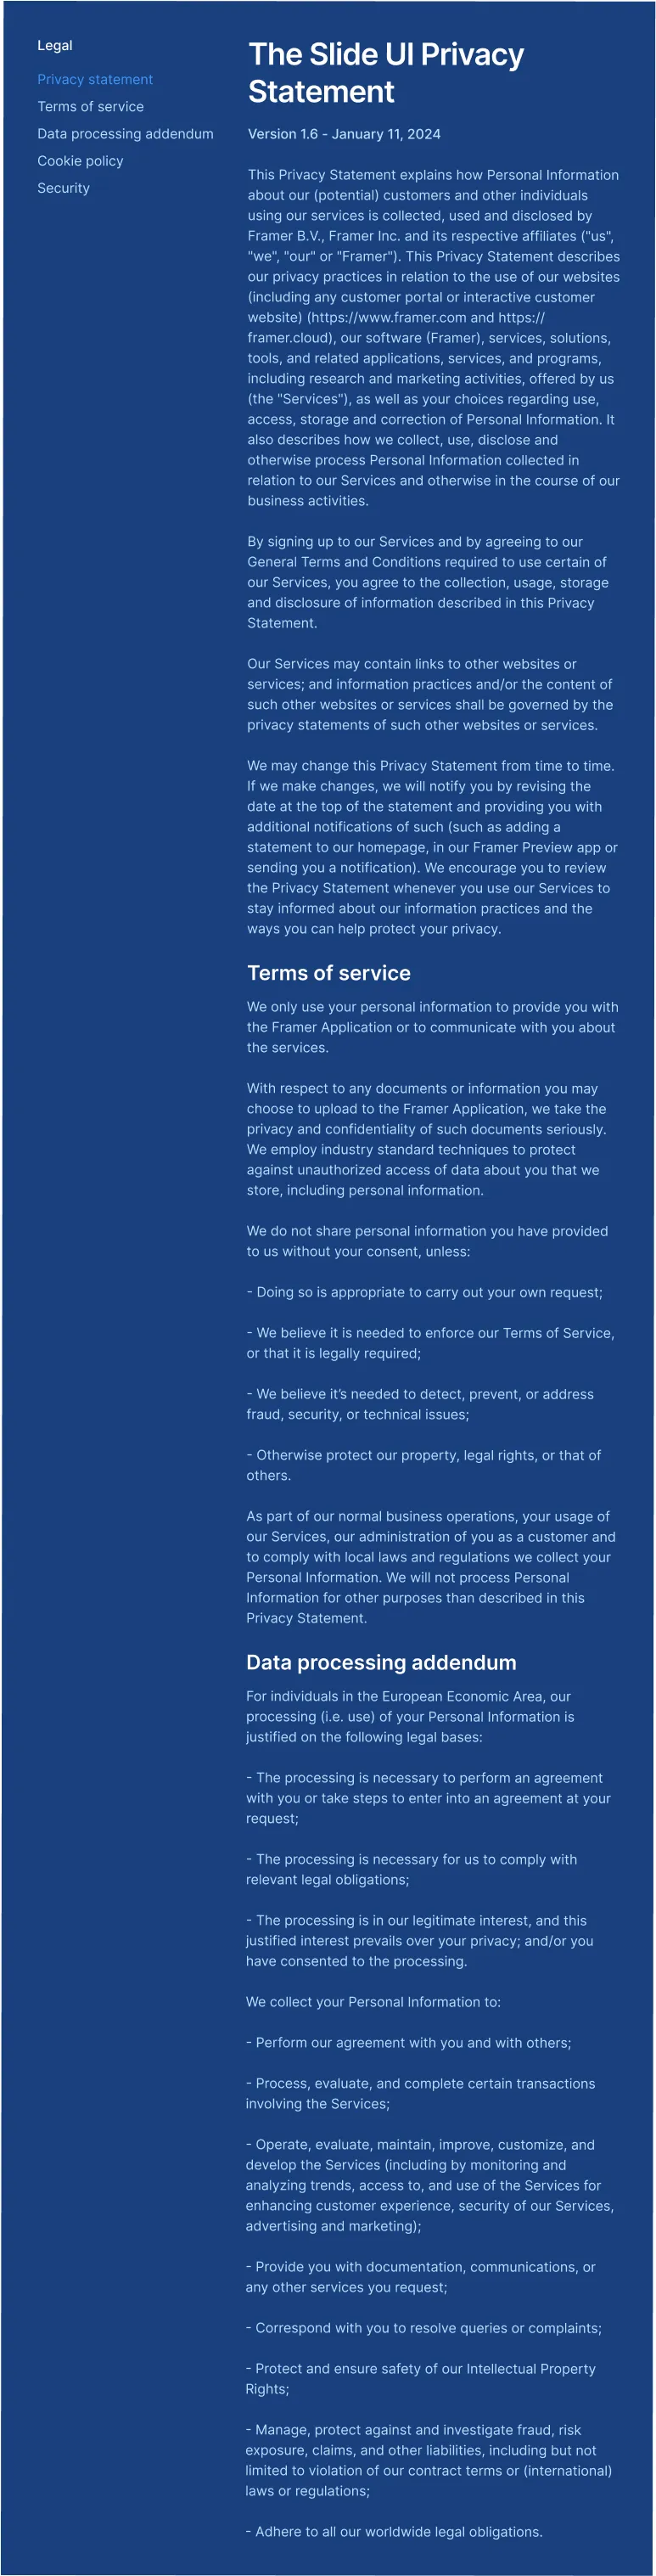 Legal
Privacy statement
Terms of service
Data processing addendum
Cookie policy
Security
The Slide UI Privacy
Statement
Version 1.6 - January 11, 2024
This Privacy Statement explains how Personal Information
about our (potential) customers and other individuals
using our services is collected, used and disclosed by
Framer B.V., Framer Inc. and its respective affiliates ("us",
"we", "our" or "Framer"). This Privacy Statement describes
our privacy practices in relation to the use of our websites
(including any customer portal or interactive customer
website) (https://www.framer.com and https://
framer.cloud), our software (Framer), services, solutions,
tools, and related applications, services, and programs,
including research and marketing activities, offered by us
(the "Services"), as well as your choices regarding use,
access, storage and correction of Personal Information. It
also describes how we collect, use, disclose and
otherwise process Personal Information collected in
relation to our Services and otherwise in the course of our
business activities.
By signing up to our Services and by agreeing to our
General Terms and Conditions required to use certain of
our Services, you agree to the collection, usage, storage
and disclosure of information described in this Privacy
Statement.
Our Services may contain links to other websites or
services; and information practices and/or the content of
such other websites or services shall be governed by the
privacy statements of such other websites or services.
We may change this Privacy Statement from time to time.
If we make changes, we will notify you by revising the
date at the top of the statement and providing you with
additional notifications of such (such as adding a
statement to our homepage, in our Framer Preview app or
sending you a notification). We encourage you to review
the Privacy Statement whenever you use our Services to
stay informed about our information practices and the
ways you can help protect your privacy.
Terms of service
We only use your personal information to provide you with
the Framer Application or to communicate with you about
the services.
With respect to any documents or information you may
choose to upload to the Framer Application, we take the
privacy and confidentiality of such documents seriously.
We employ industry standard techniques to protect
against unauthorized access of data about you that we
store, including personal information.
We do not share personal information you have provided
to us without your consent, unless:
- Doing so is appropriate to carry out your own request;
- We believe it is needed to enforce our Terms of Service,
or that it is legally required;
- We believe it's needed to detect, prevent, or address
fraud, security, or technical issues;
- Otherwise protect our property, legal rights, or that of
others.
As part of our normal business operations, your usage of
our Services, our administration of you as a customer and
to comply with local laws and regulations we collect your
Personal Information. We will not process Personal
Information for other purposes than described in this
Privacy Statement.
Data processing addendum
For individuals in the European Economic Area, our
processing (i.e. use) of your Personal Information is
justified on the following legal bases:
- The processing is necessary to perform an agreement
with you or take steps to enter into an agreement at your
request;
- The processing is necessary for us to comply with
relevant legal obligations;
- The processing is in our legitimate interest, and this
justified interest prevails over your privacy; and/or you
have consented to the processing.
We collect your Personal Information to:
- Perform our agreement with you and with others;
- Process, evaluate, and complete certain transactions
involving the Services;
- Operate, evaluate, maintain, improve, customize, and
develop the Services (including by monitoring and
analyzing trends, access to, and use of the Services for
enhancing customer experience, security of our Services,
advertising and marketing);
- Provide you with documentation, communications, or
any other services you request;
- Correspond with you to resolve queries or complaints;
- Protect and ensure safety of our Intellectual Property
Rights;
- Manage, protect against and investigate fraud, risk
exposure, claims, and other liabilities, including but not
limited to violation of our contract terms or (international)
laws or regulations;
- Adhere to all our worldwide legal obligations.